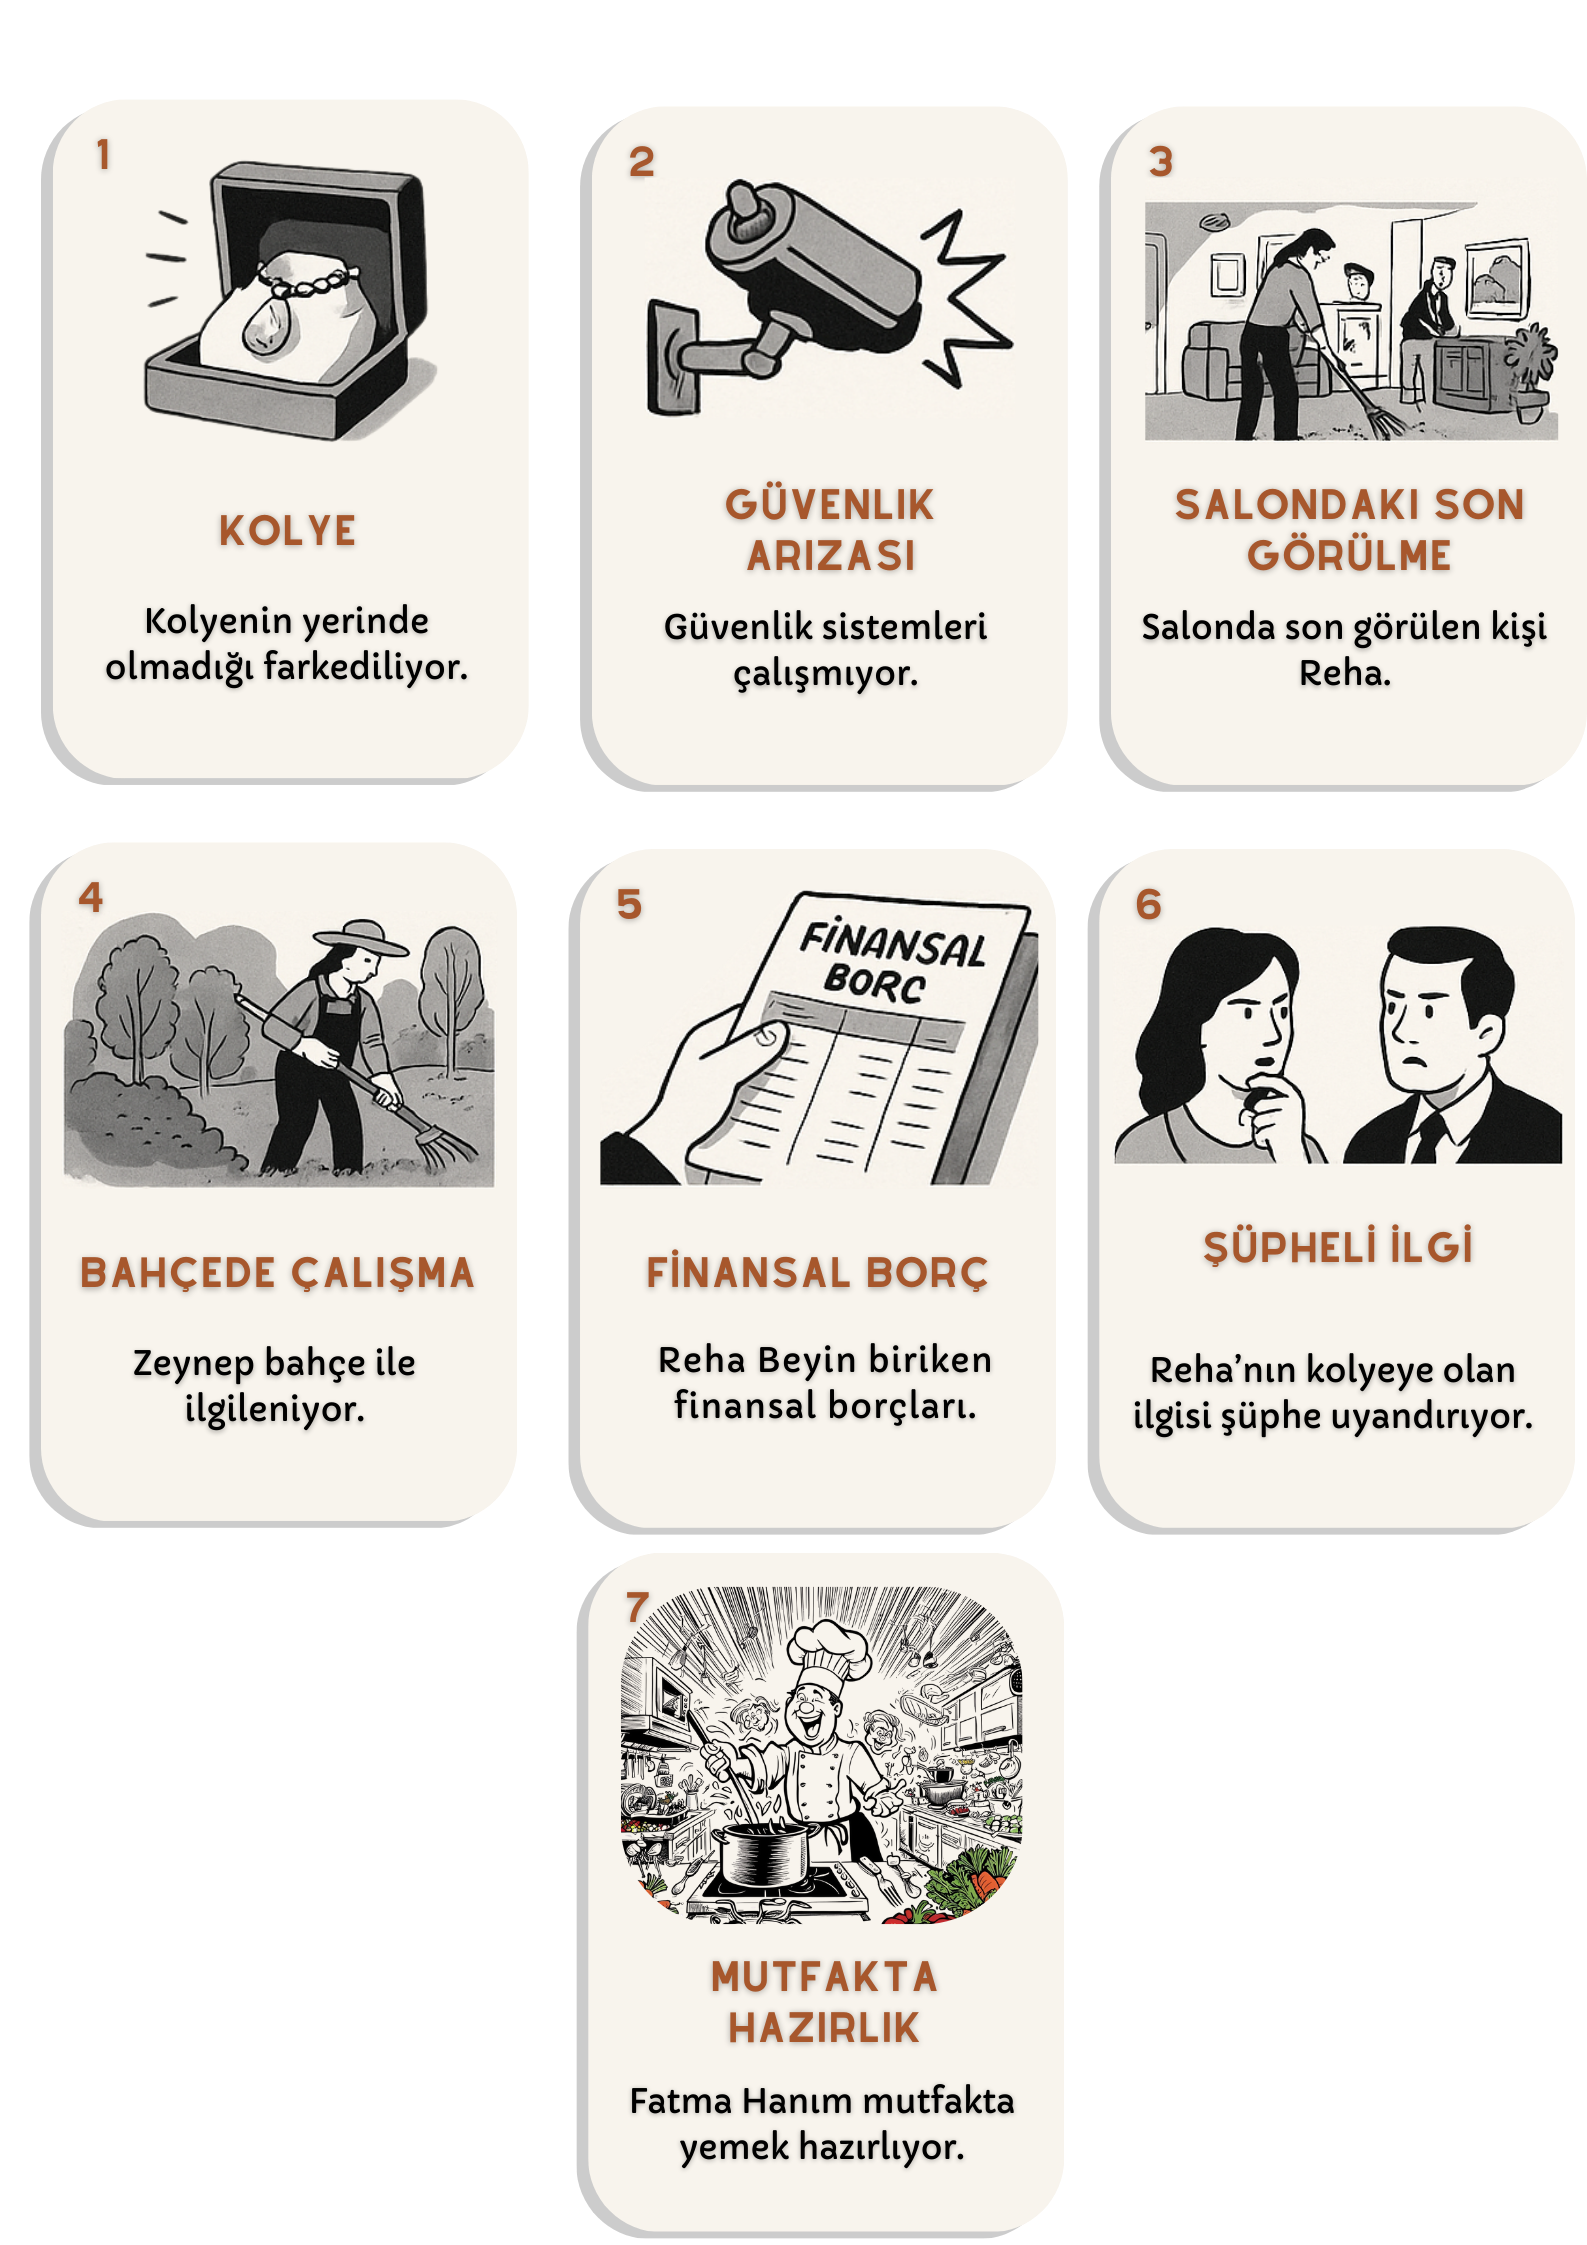 1
KOLYE
Kolyenin yerinde
olmadığı farkediliyor.
2
GÜVENLIK
ARIZASI
Güvenlik sistemleri
çalışmıyor.
3
SALONDAKI SON
GÖRÜLME
Salonda son görülen kişi
Reha.
4
BAHÇEDE ÇALIŞMA
Zeynep bahçe ile
ilgileniyor.
5
FİNANSAL
BORC
FİNANSAL BORÇ
Reha Beyin biriken
finansal borçları.
6
ŞÜPHELİ İLGİ
Reha’nın kolyeye olan
ilgisi şüphe uyandırıyor.
7
MUTFAKTA
HAZIRLIK
Fatma Hanım mutfakta
yemek hazırlıyor.